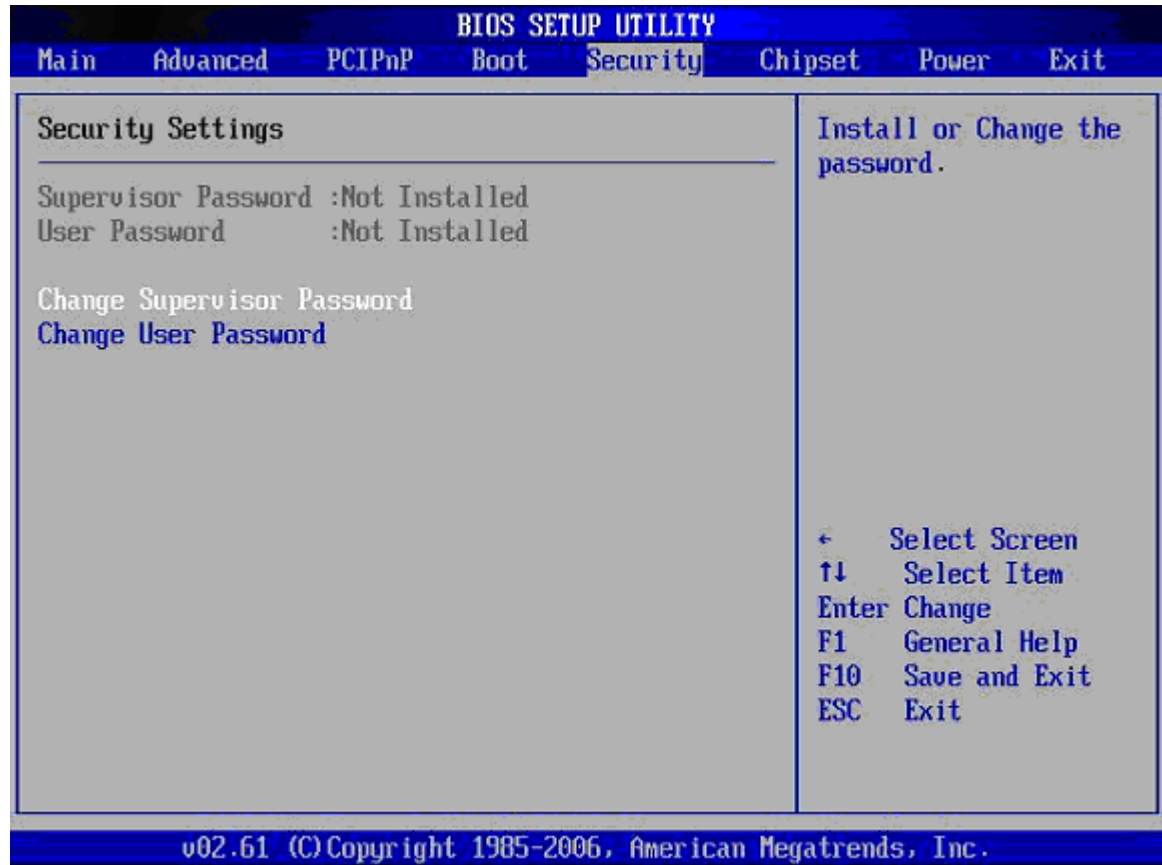 BIOS SETUP UTILITY
Main Advanced PCIPnP Boot Security Chipset Power Exit
Security Settings
Supervisor Password :Not Installed
User Password :Not Installed
Change Supervisor Password
Change User Password
Install or Change the
password.
← Select Screen
↑↓ Select Item
Enter Change
F1 General Help
F10 Save and Exit
ESC Exit
v02.61 (C)Copyright 1985-2006, American Megatrends, Inc.